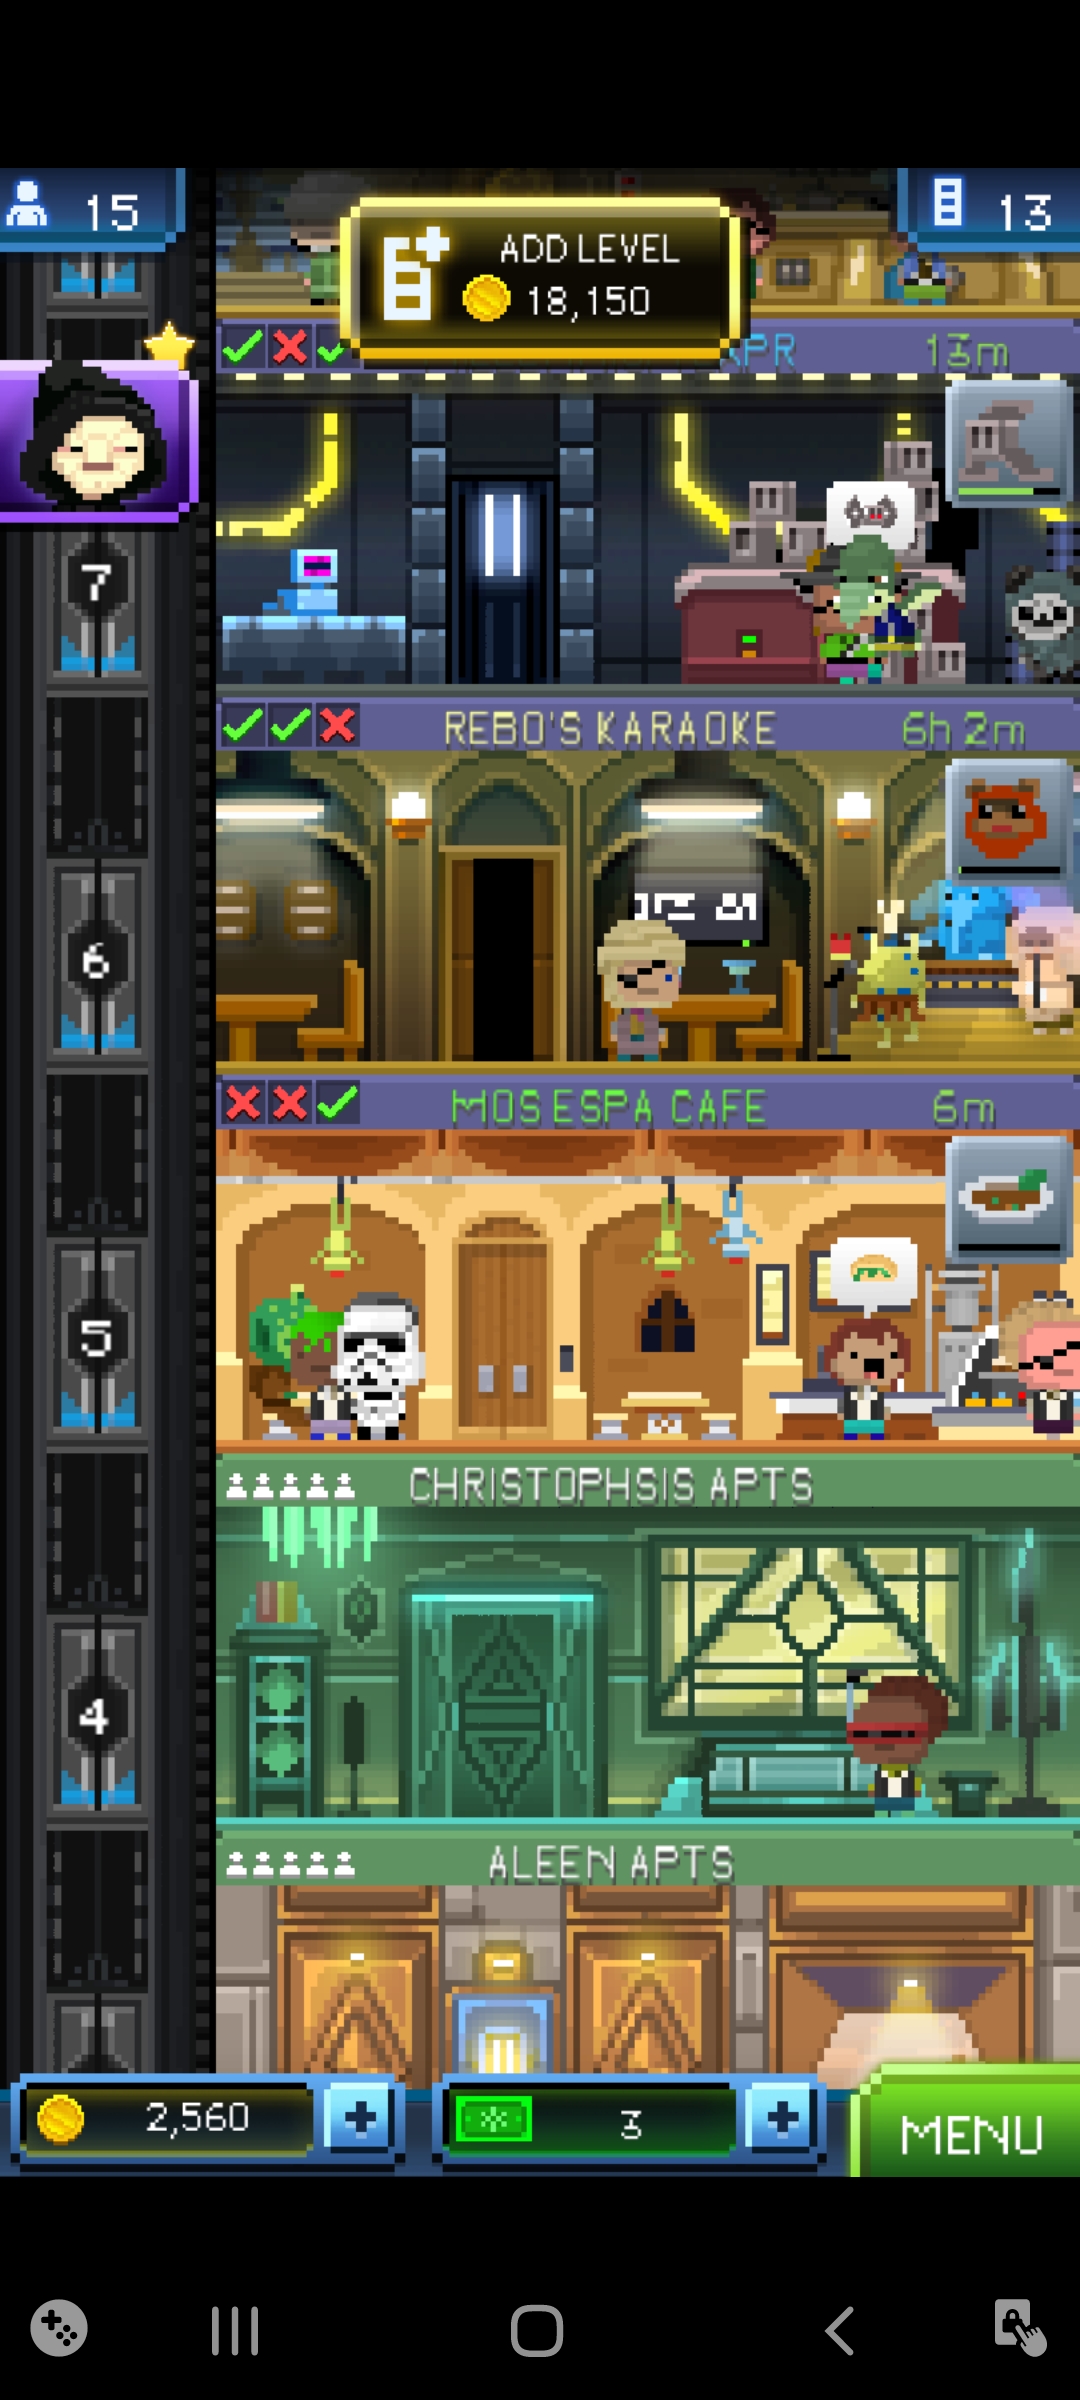 15
13
ADD LEVEL
18,150
13m
7
REBO'S KARAOKE
6h 2m
6
MOS ESPA CAFE
6m
5
CHRISTOPHSIS APTS
4
ALEEN APTS
2,560
3
MENU